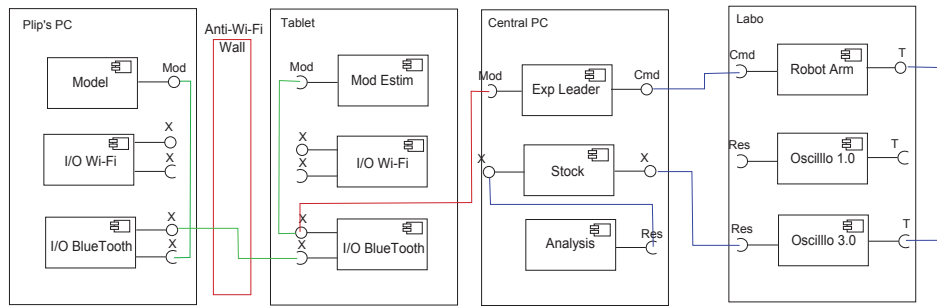 Plip's PC
Anti-Wi-Fi
Wall
Tablet
Central PC
Labo
Mod
Model
X
I/O Wi-Fi
X
X
I/O BlueTooth
X
Mod
Mod Estim
X
I/O Wi-Fi
X
X
I/O BlueTooth
X
Mod
Exp Leader
Cmd
X
Stock
X
Analysis
Res
Cmd
Robot Arm
T
Res
Oscilllo 1.0
T
Res
Oscilllo 3.0
T